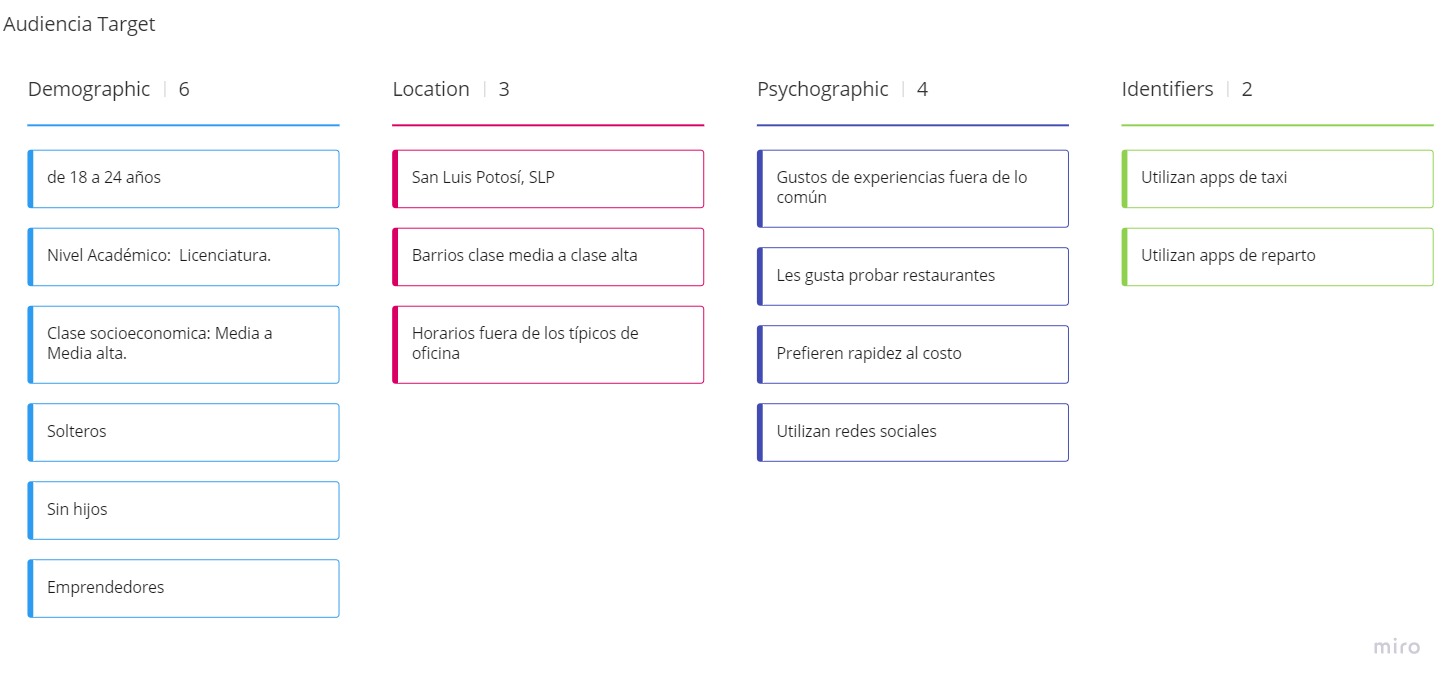 Audiencia Target
Demographic | 6
de 18 a 24 años
Nivel Académico:  Licenciatura.
Clase socioeconomica: Media a
Media alta.
Solteros
Sin hijos
Emprendedores
Location | 3
San Luis Potosí, SLP
Barrios clase media a clase alta
Horarios fuera de los típicos de
oficina
Psychographic | 4
Gustos de experiencias fuera de lo
común
Les gusta probar restaurantes
Prefieren rapidez al costo
Utilizan redes sociales
Identifiers | 2
Utilizan apps de taxi
Utilizan apps de reparto
miro